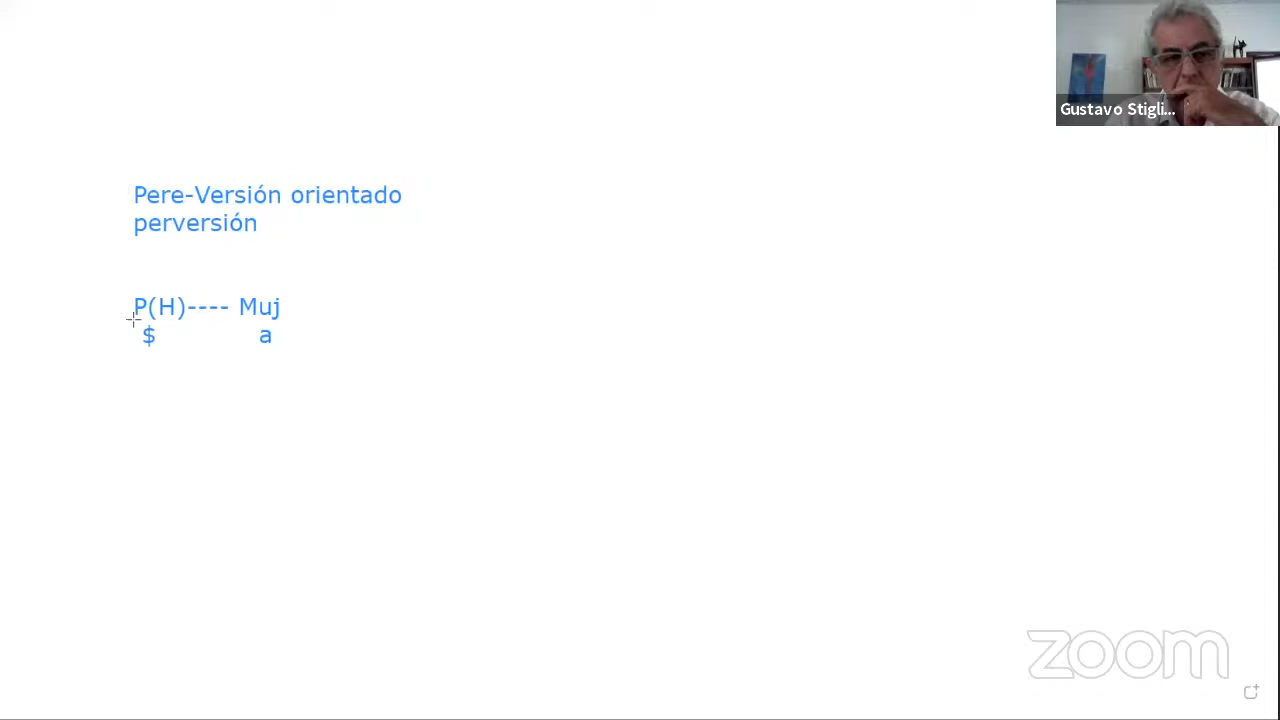 Gustavo Stigli...
Pere-Versión orientado
perversión
P(H)---- Muj
$ a
zoom